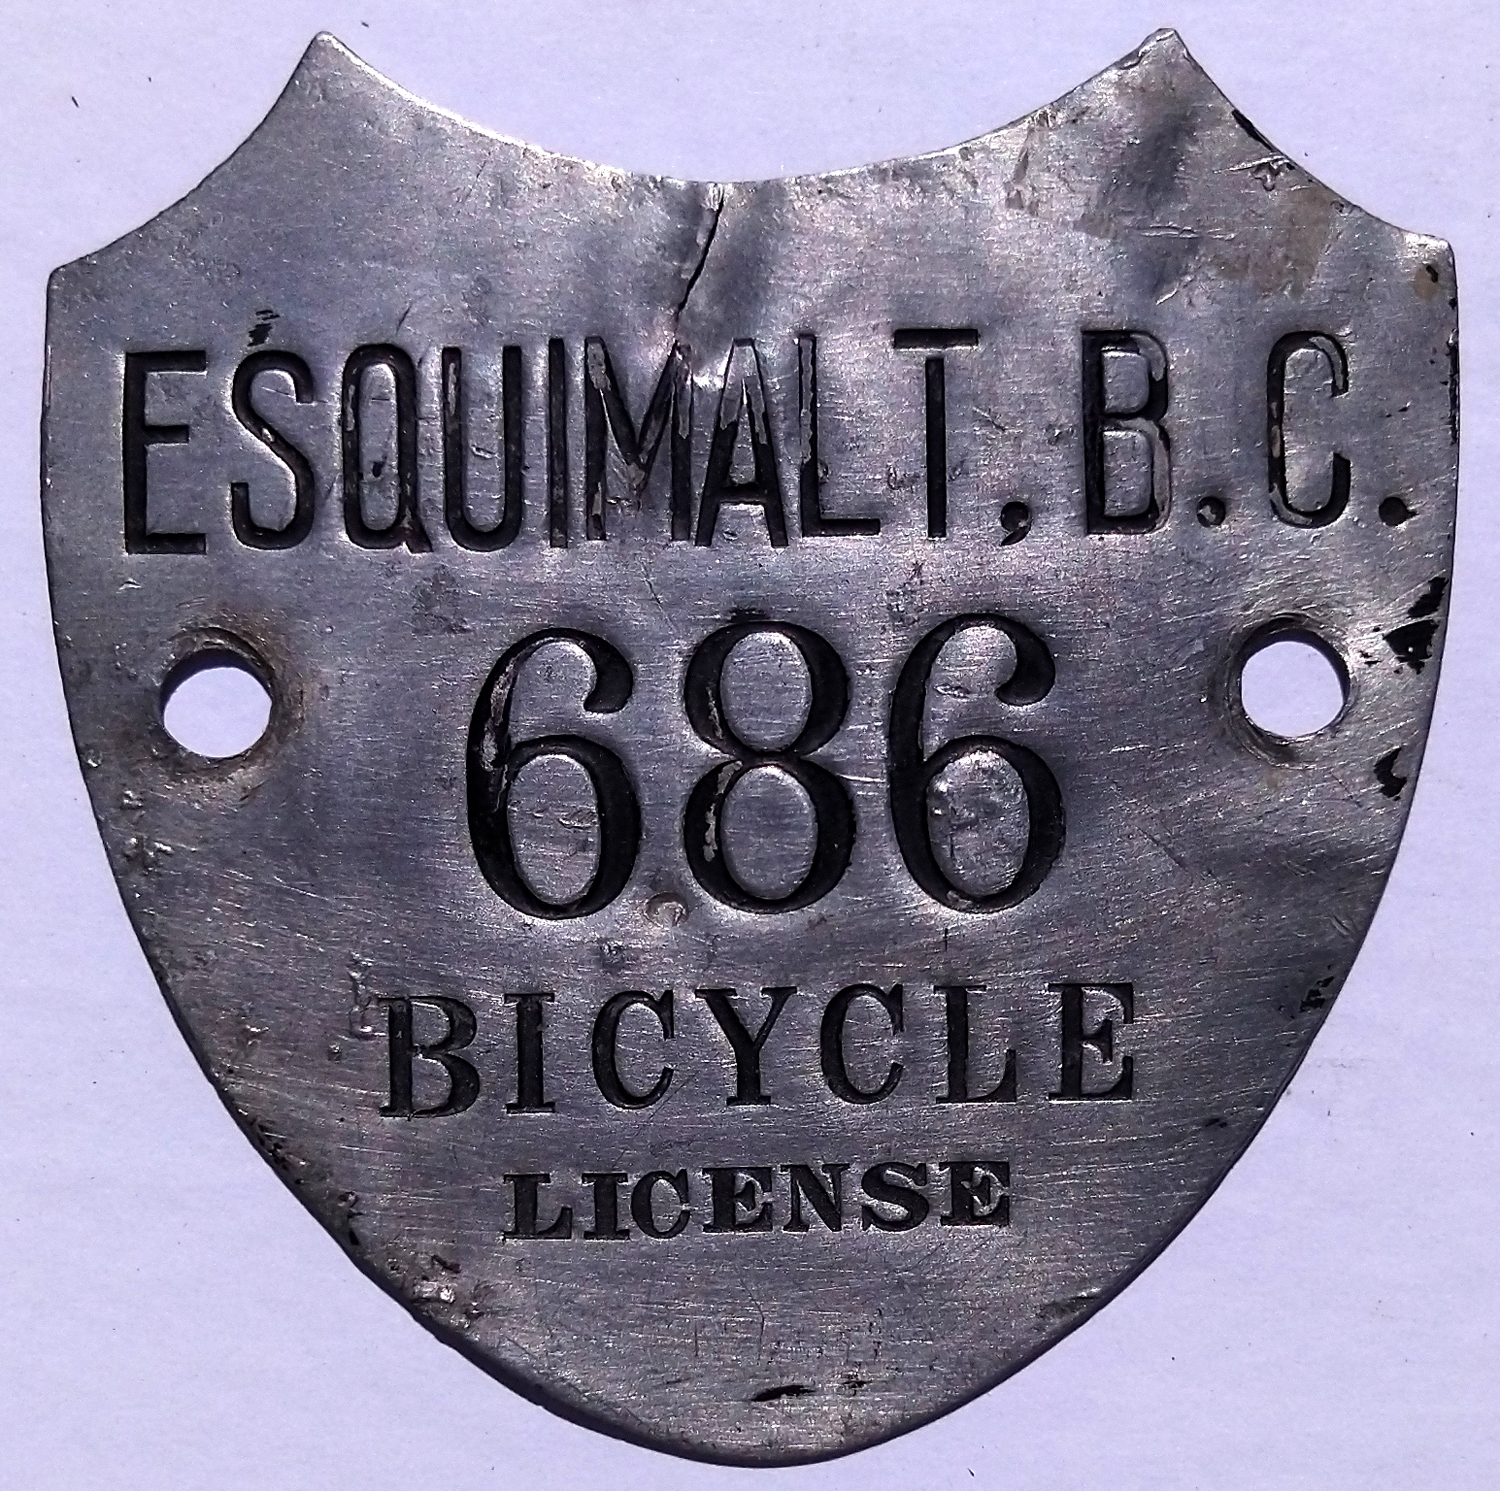 ESQUIMALT, B.C.
686
BICYCLE
LICENSE